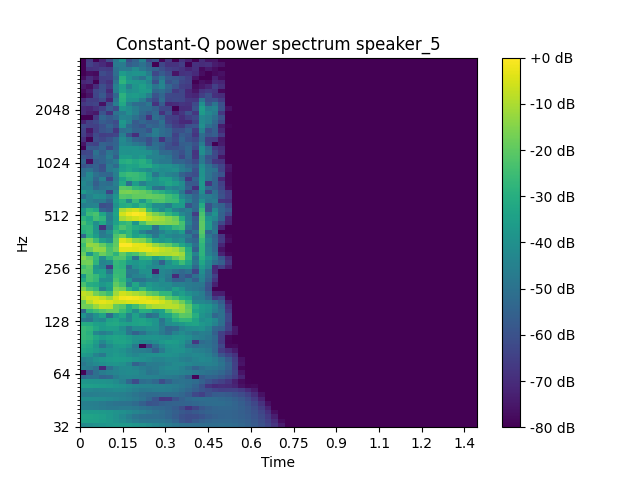 Constant-Q power spectrum speaker_5
Hz
2048
1024
512
256
128
64
32
0 0.15 0.3 0.45 0.6 0.75 0.9 1.1 1.2 1.4
Time
+0 dB
-10 dB
-20 dB
-30 dB
-40 dB
-50 dB
-60 dB
-70 dB
-80 dB